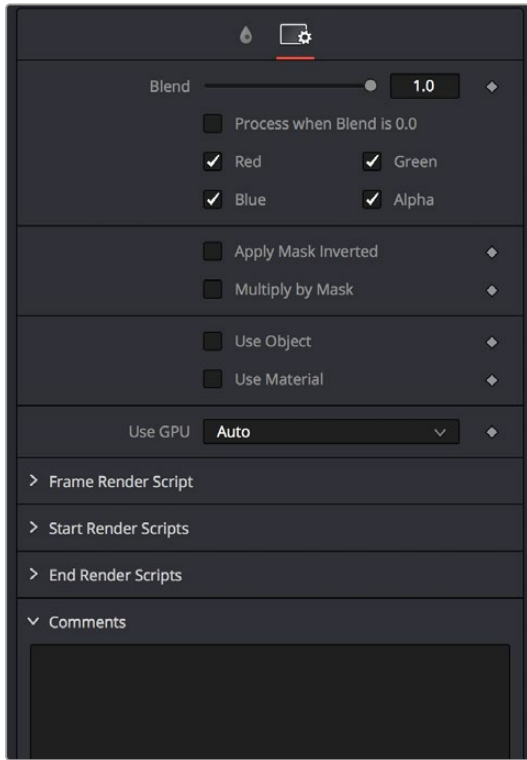 Blend 1.0
Process when Blend is 0.0
Red Green
Blue Alpha
Apply Mask Inverted
Multiply by Mask
Use Object
Use Material
Use GPU Auto
Frame Render Script
Start Render Scripts
End Render Scripts
Comments